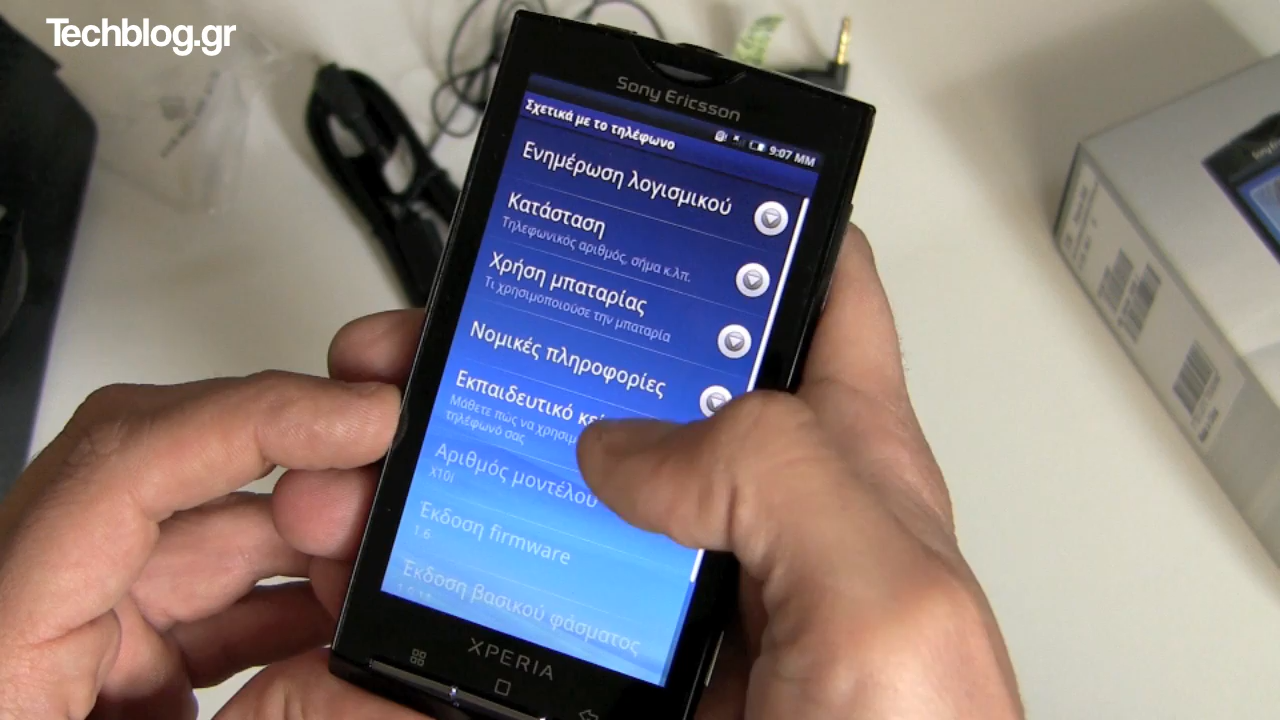 Techblog.gr
Sony Ericsson
9:07 ΜΜ
Σχετικά με το τηλέφωνο
Ενημέρωση λογισμικού
Κατάσταση
Τηλεφωνικός αριθμός, σήμα κ.λπ.
Χρήση μπαταρίας
Τι χρησιμοποιούσε την μπαταρία
Νομικές πληροφορίες
Εκπαιδευτικό
Μάθετε πώς να
τηλέφωνό σας
Αριθμός μοντέλου
X10i
Έκδοση firmware
1.6
Έκδοση βασικού φάσματος
XPERIA